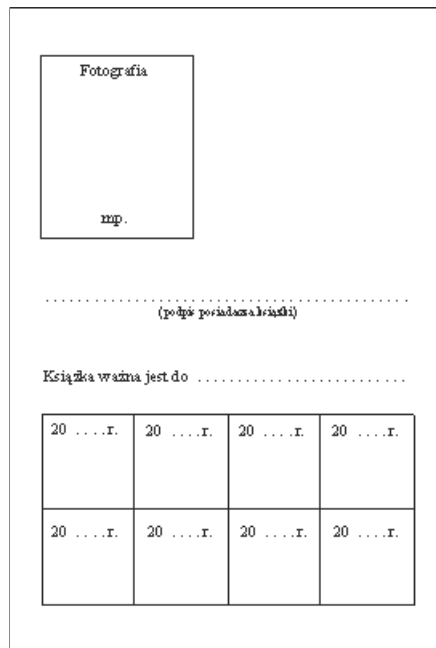 Fotografia
mp.
. . . . . . . . . . . . . . . . . . . . . . . . . . . . . . . . . . . . . . . . . . . . .
(podpis posiadacza książki)
Książka ważna jest do . . . . . . . . . . . . . . . . . . . . . . . . . .
20 . . . . r. 20 . . . . r. 20 . . . . r. 20 . . . . r.
20 . . . . r. 20 . . . . r. 20 . . . . r. 20 . . . . r.